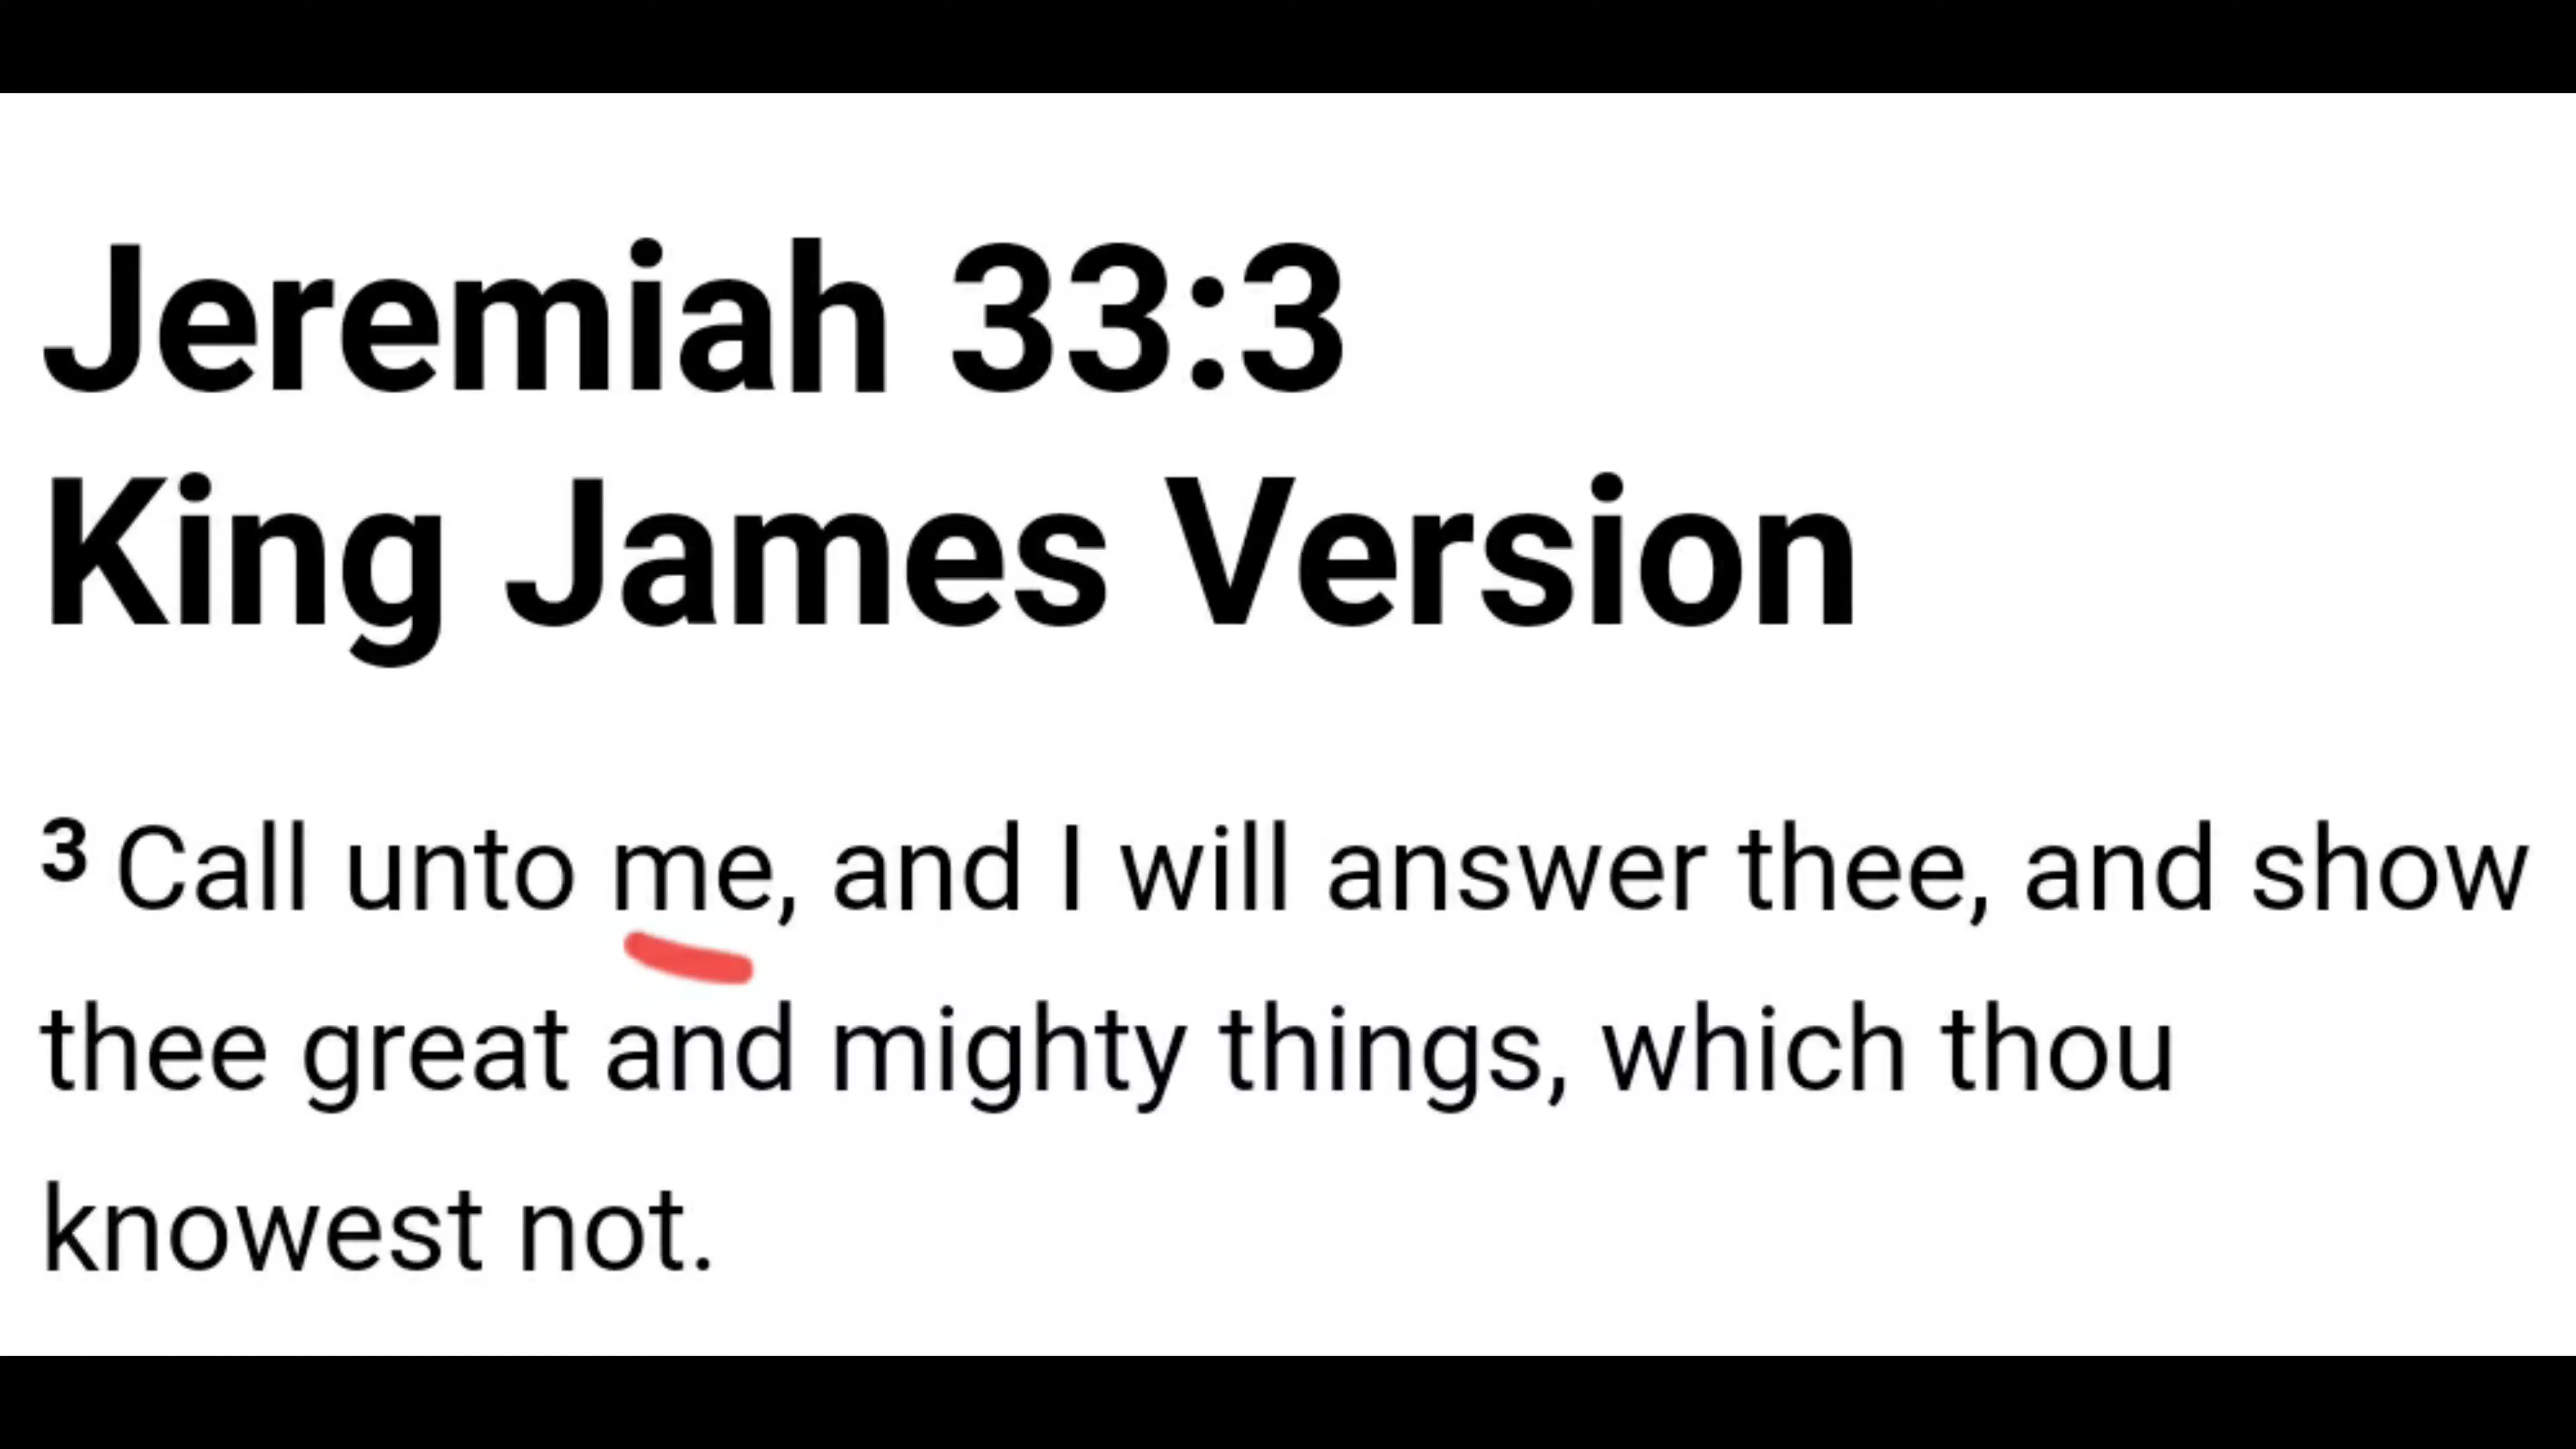 Jeremiah 33:3
King James Version
3 Call unto me, and I will answer thee, and show
thee great and mighty things, which thou
knowest not.